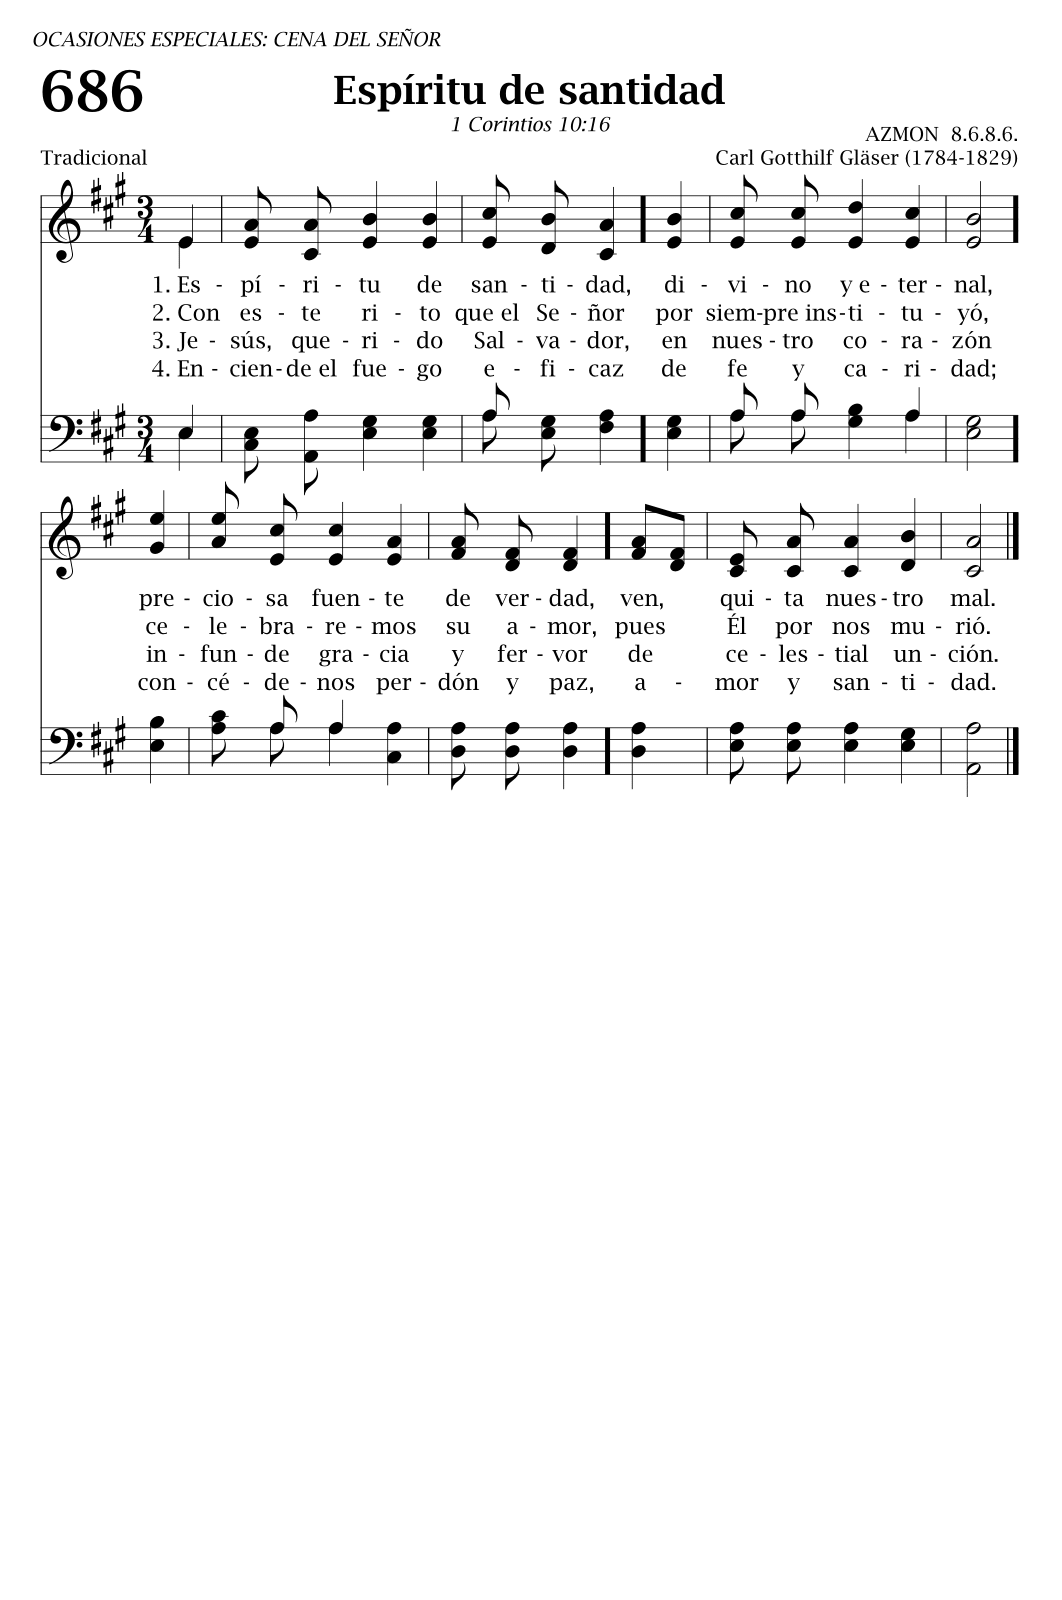 OCASIONES ESPECIALES: CENA DEL SEÑOR
686
Espíritu de santidad
1 Corintios 10:16
AZMON 8.6.8.6.
Tradicional
Carl Gotthilf Gläser (1784-1829)
3
4
1. Es - pí - ri - tu de san - ti - dad, di - vi - no y e - ter - nal,
2. Con es - te ri - to que el Se - ñor por siem-pre ins-ti - tu - yó,
3. Je - sús, que - ri - do Sal - va - dor, en nues - tro co - ra - zón
4. En - cien-de el fue - go e - fi - caz de fe y ca - ri - dad;
3
4
pre - cio - sa fuen - te de ver - dad, ven, qui - ta nues - tro mal.
ce - le - bra - re - mos su a - mor, pues Él por nos mu - rió.
in - fun - de gra - cia y fer - vor de ce - les - tial un - ción.
con - cé - de - nos per - dón y paz, a - mor y san - ti - dad.